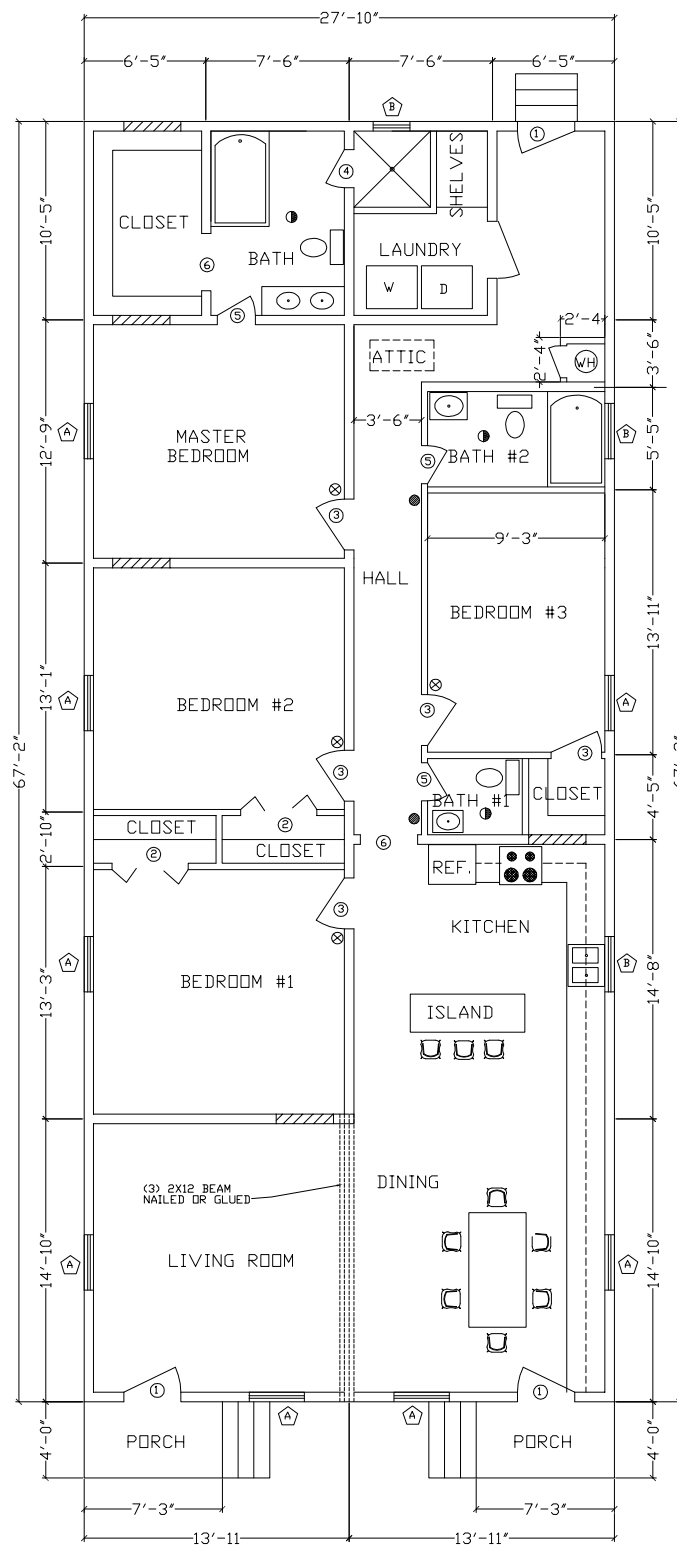 27'-10"
6'-5"
7'-6"
7'-6"
6'-5"
B
1
SHELVES
4
10'-5"
CLOSET
10'-5"
BATH
LAUNDRY
6
W
D
5
2'-4
ATTIC
2'-4"
WH
3'-6"
3'-6"
A
12'-9"
MASTER
BEDROOM
B
5'-5"
5
BATH #2
3
9'-3"
HALL
BEDROOM #3
13'-11"
A
13'-1"
BEDROOM #2
3
A
67'-2"
67'-2"
3
3
5
BATH #1
CLOSET
4'-5"
CLOSET
2
CLOSET
2
2'-10"
6
REF.
3
KITCHEN
A
13'-3"
BEDROOM #1
B
14'-8"
ISLAND
DINING
(3) 2X12 BEAM
NAILED OR GLUED
LIVING ROOM
A
14'-10"
A
14'-10"
1
1
A
A
4'-0"
PORCH
PORCH
4'-0"
7'-3"
7'-3"
13'-11
13'-11"